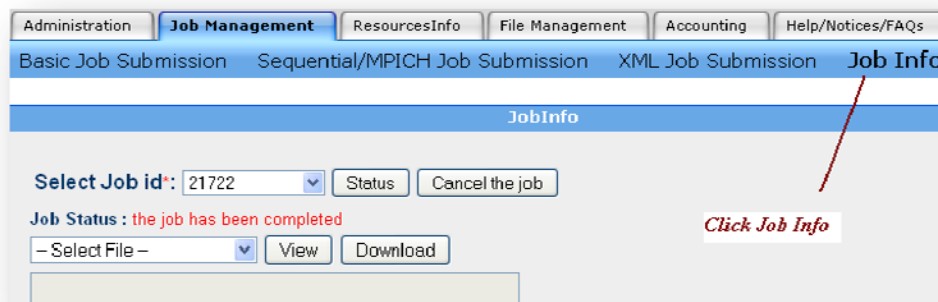 Administration Job Management ResourcesInfo File Management Accounting Help/Notices/FAQs
Basic Job Submission Sequential/MPICH Job Submission XML Job Submission Job Info
JobInfo
Select Job id*: 21722 Status Cancel the job
Click Job Info
Job Status : the job has been completed
-- Select File -- View Download